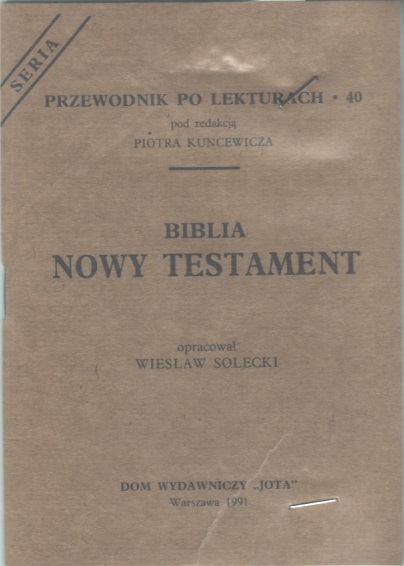 SERIA
PRZEWODNIK PO LEKTURACH • 40
pod redakcją
PIOTRA KUNCEWICZA
BIBLIA
NOWY TESTAMENT
opracował
WIESŁAW SOLECKI
DOM WYDAWNICZY „JOTA”
Warszawa 1991